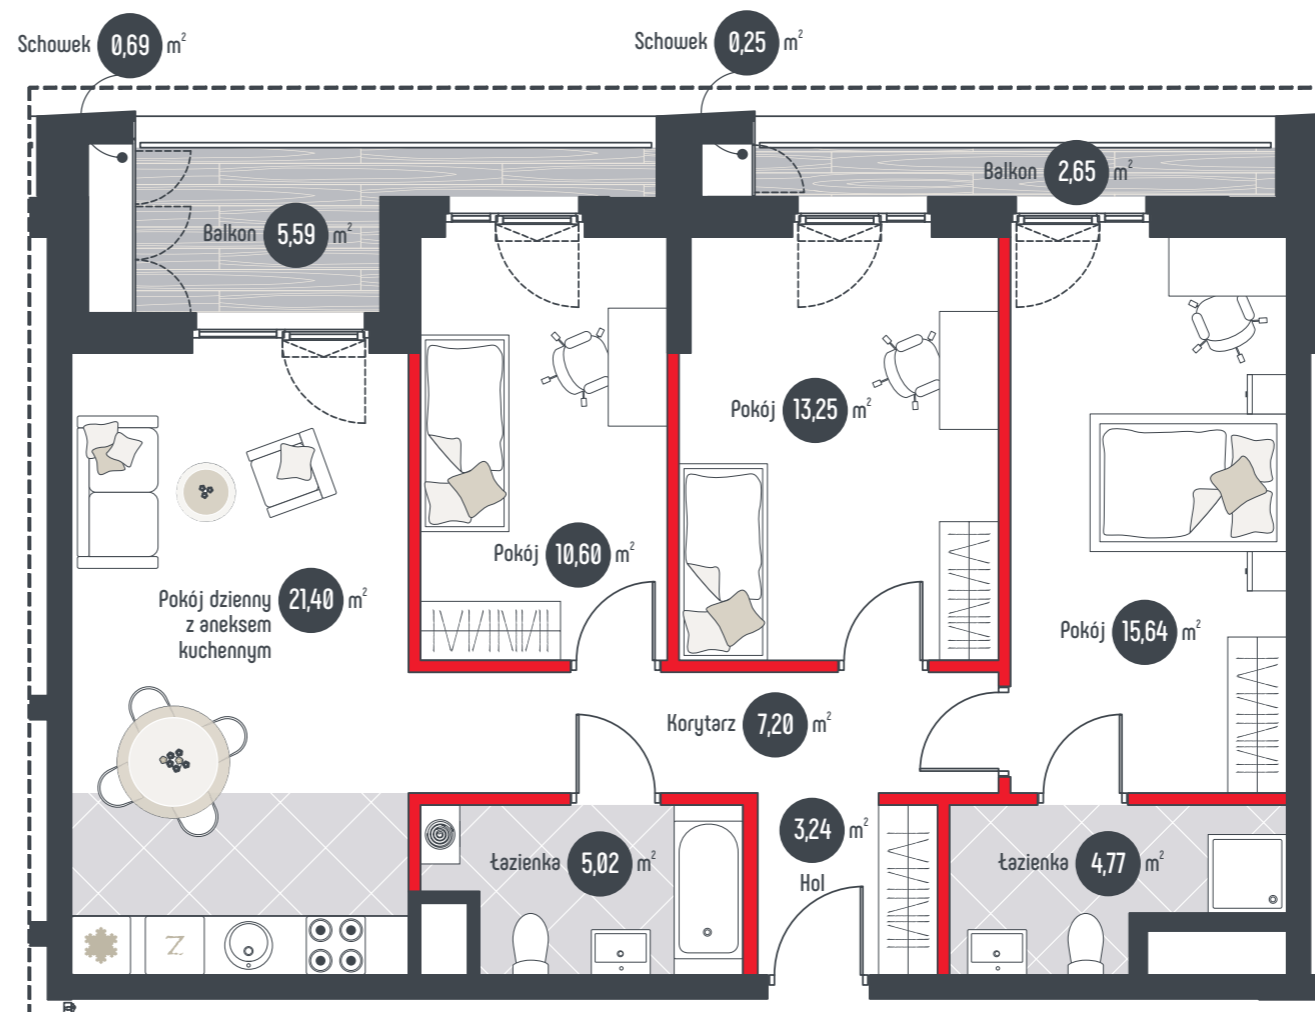 Schowek 0,69 m²
Schowek 0,25 m²
Balkon 2,65 m²
Balkon 5,59 m²
Pokój 13,25 m²
Pokój 10,60 m²
Pokój dzienny 21,40 m²
z aneksem
kuchennym
Pokój 15,64 m²
Korytarz 7,20 m²
3,24 m²
Hol
Łazienka 5,02 m²
Łazienka 4,77 m²
Z